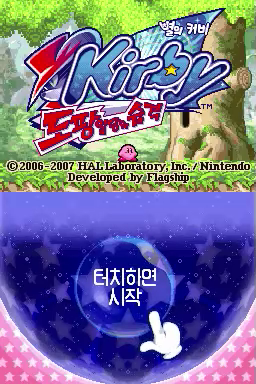 별의 커비
Kirby
도팡일당의 습격
TM
© 2006-2007 HAL Laboratory, Inc. / Nintendo
Developed by Flagship
터치하면
시작